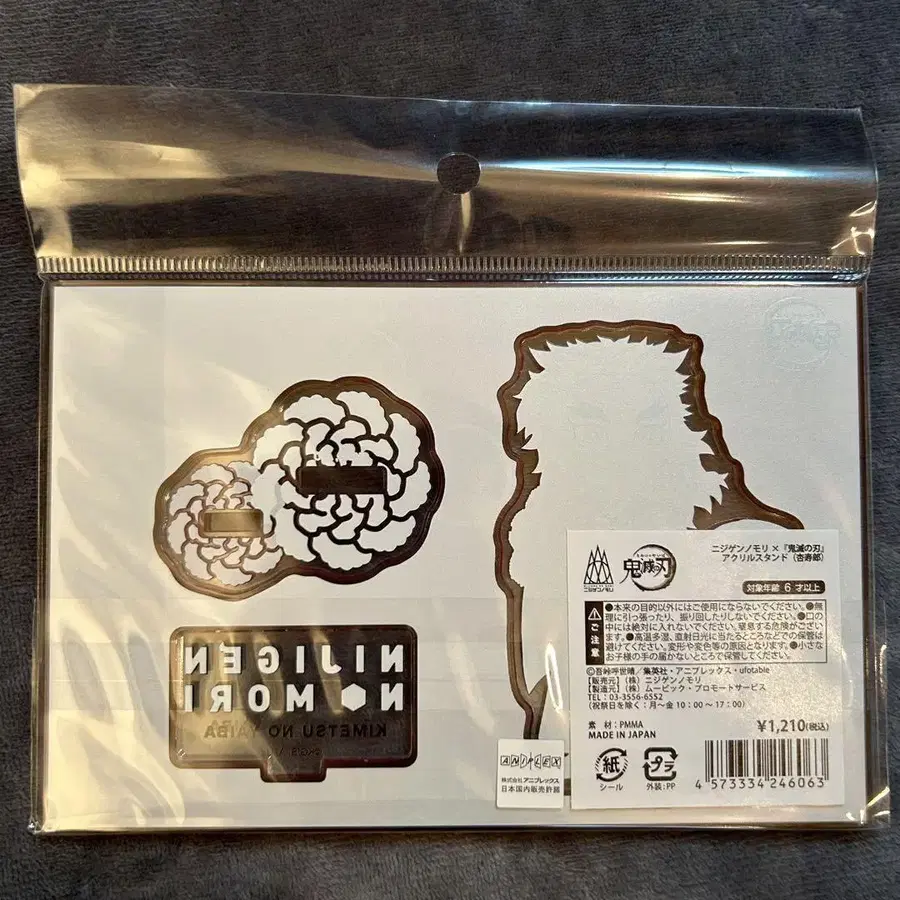 NIJIGEN
NO MORI
KIMETSU NO YAIBA
ニジゲンノモリ
鬼滅の刃
ニジゲンノモリ×『鬼滅の刃』
アクリルスタンド（杏寿郎）
対象年齢 6 才以上
ご注意
●本来の目的以外にはご使用にならないでください。●無
理に引っ張ったり、振り回したりしないでください。●口の
中には絶対に入れないでください。窒息する危険がござい
ます。●高温多湿、直射日光に当たるところなどでの保管は
避けてください。変形や変色等の原因となります。●小さな
お子様の手の届かないところで保管してください。
©吾峠呼世晴／集英社・アニプレックス・ufotable
【販売元】（株）ニジゲンノモリ
【製造元】（株）ムービック・プロモートサービス
TEL：03-3556-6552
（祝祭日を除く：月～金 10：00 ～ 17：00）
素 材：PMMA
MADE IN JAPAN
¥1,210(税込)
紙
シール
プラ
外装：PP
4 573334 246063
ANIPLEX
株式会社 アニプレックス
日本国内販売許諾